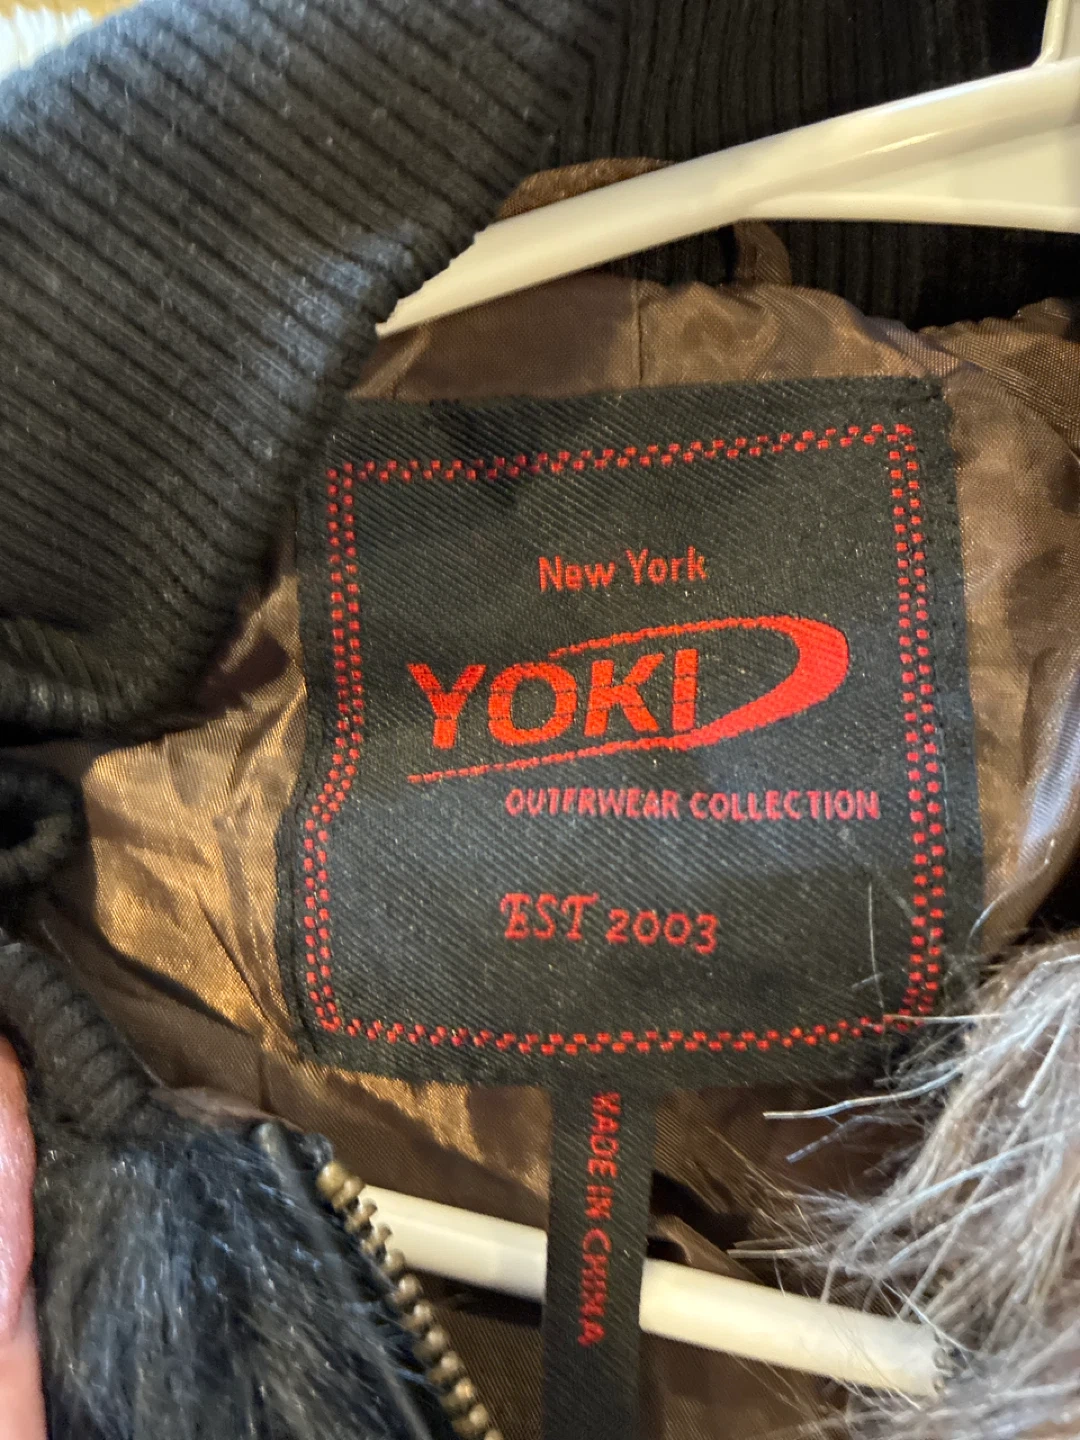 New York
YOKI
OUTERWEAR COLLECTION
EST 2003
MADE IN CHINA